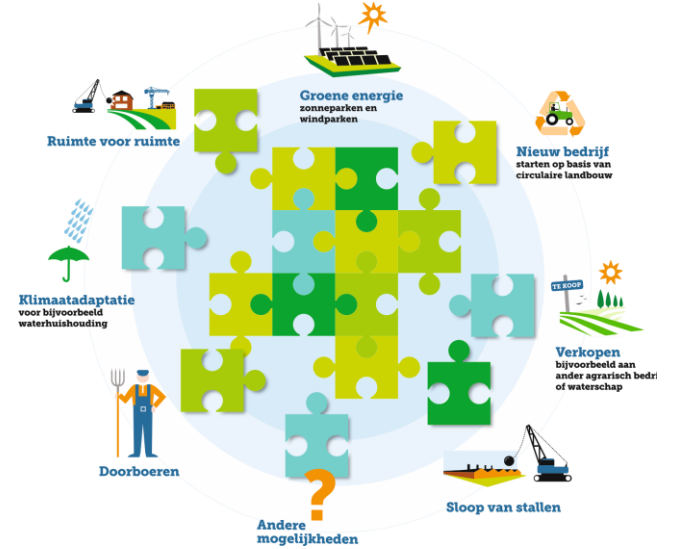 Groene energie
zonneparken en
windparken
Ruimte voor ruimte
Nieuw bedrijf
starten op basis van
circulaire landbouw
Klimaatadaptatie
voor bijvoorbeeld
waterhuishouding
TE KOOP
Verkopen
bijvoorbeeld aan
ander agrarisch bedri
of waterschap
Doorboeren
Sloop van stallen
?
Andere
mogelijkheden